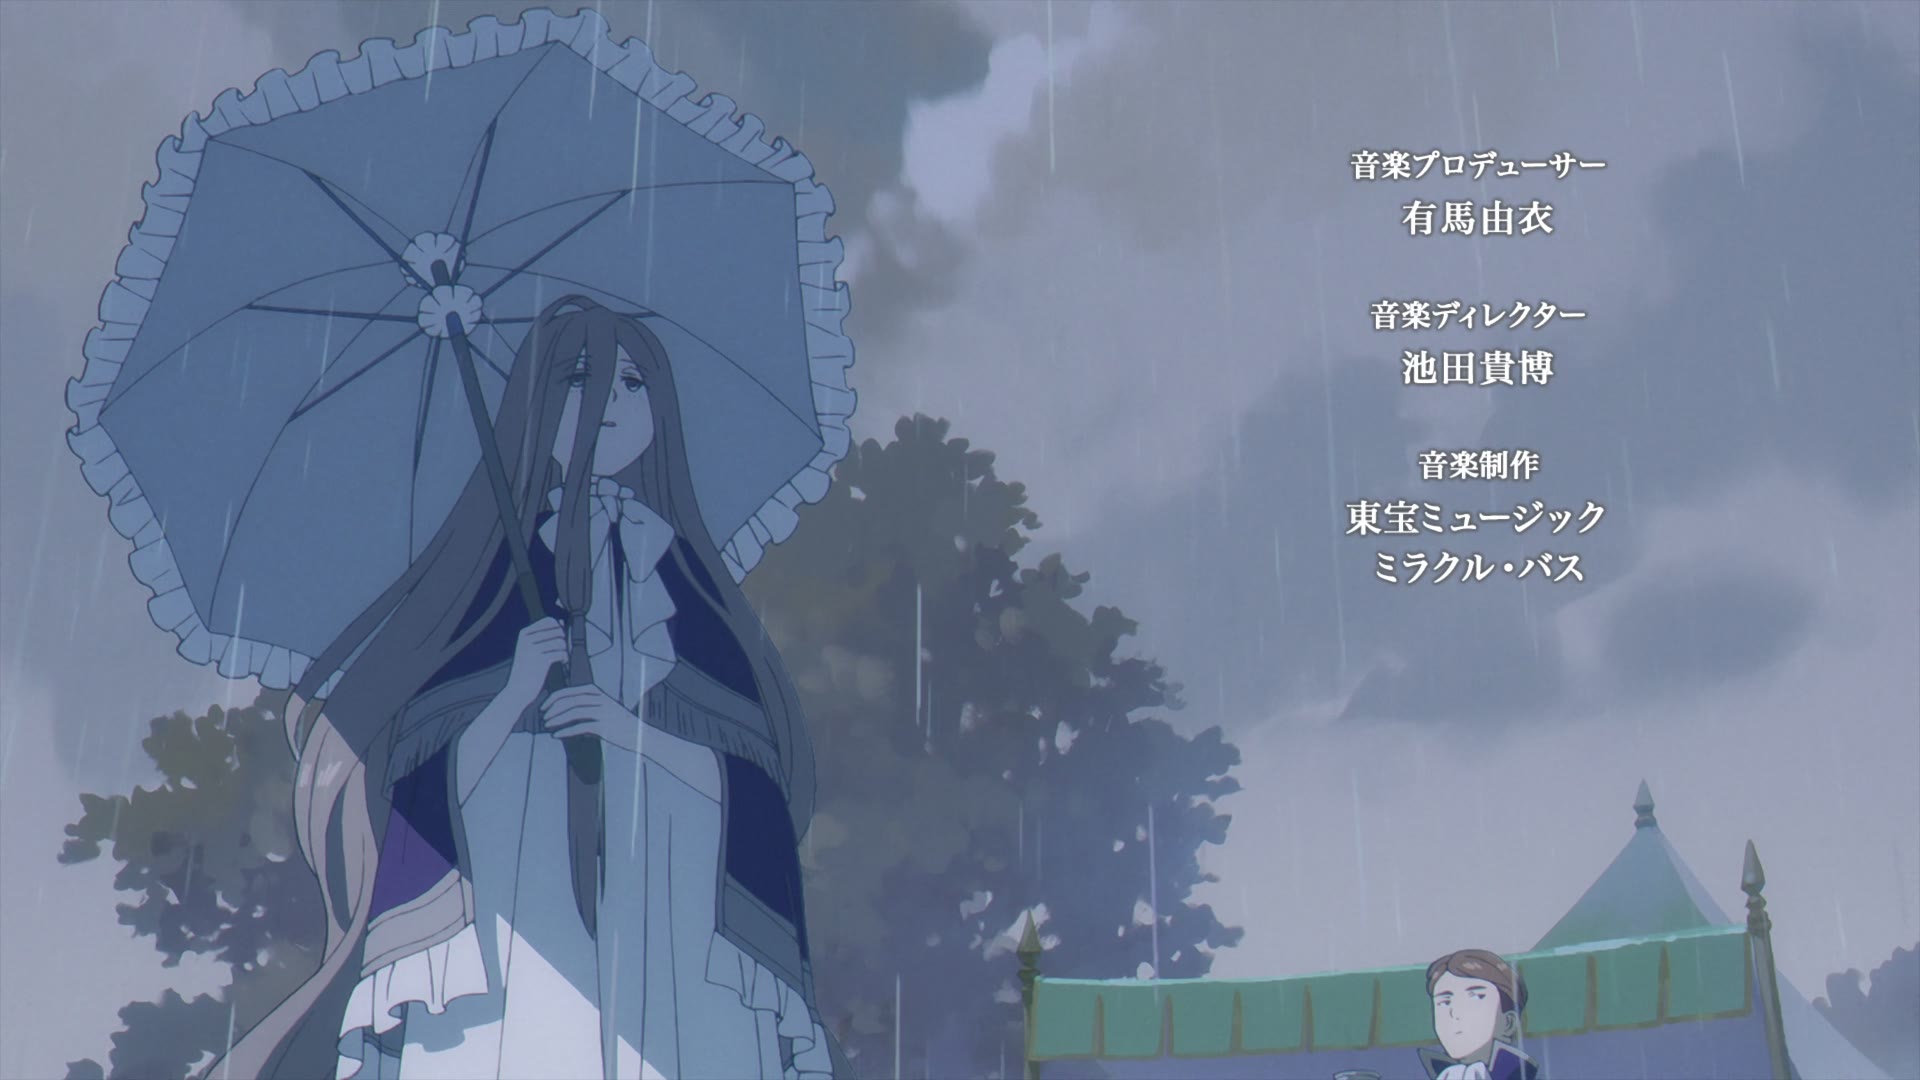 音楽プロデューサー
有馬由衣
音楽ディレクター
池田貴博
音楽制作
東宝ミュージック
ミラクル・バス